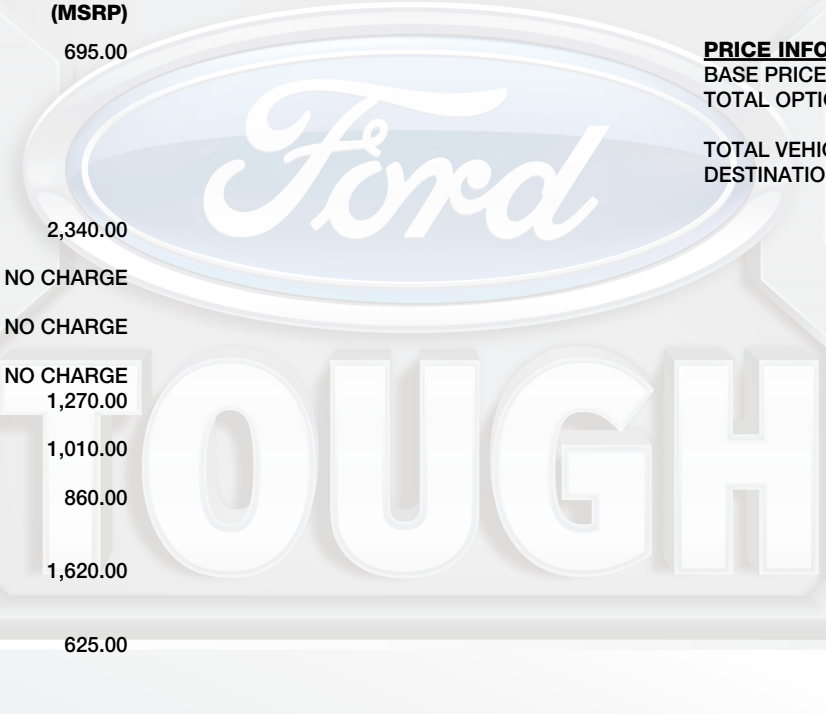 (MSRP)
695.00
2,340.00
NO CHARGE
NO CHARGE
NO CHARGE
1,270.00
1,010.00
860.00
1,620.00
625.00
PRICE INFO
BASE PRICE
TOTAL OPTI
TOTAL VEHIC
DESTINATIO
Ford
TOUGH